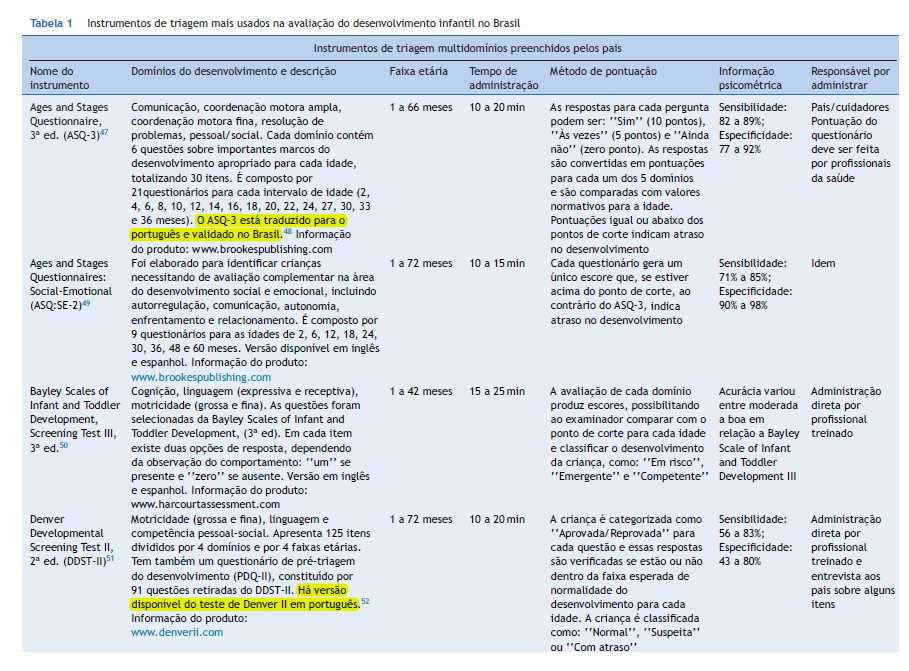 Tabela 1 Instrumentos de triagem mais usados na avaliação do desenvolvimento infantil no Brasil
Instrumentos de triagem multidomínios preenchidos pelos pais
Nome do
instrumento
Domínios do desenvolvimento e descrição
Faixa etária
Tempo de
administração
Método de pontuação
Informação
psicométrica
Responsável por
administrar
Ages and Stages
Questionnaire,
3ª ed. (ASQ-3)47
Comunicação, coordenação motora ampla,
coordenação motora fina, resolução de
problemas, pessoal/social. Cada domínio contém
6 questões sobre importantes marcos do
desenvolvimento apropriado para cada idade,
totalizando 30 itens. É composto por
21questionários para cada intervalo de idade (2,
4, 6, 8, 10, 12, 14, 16, 18, 20, 22, 24, 27, 30, 33
e 36 meses). O ASQ-3 está traduzido para o
português e validado no Brasil.48 Informação
do produto: www.brookespublishing.com
1 a 66 meses
10 a 20 min
As respostas para cada pergunta
podem ser: ‘‘Sim’’ (10 pontos),
‘‘Às vezes’’ (5 pontos) e ‘‘Ainda
não’’ (zero ponto). As respostas
são convertidas em pontuações
para cada um dos 5 domínios
e são comparadas com valores
normativos para a idade.
Pontuações igual ou abaixo dos
pontos de corte indicam atraso
no desenvolvimento
Sensibilidade:
82 a 89%;
Especificidade:
77 a 92%
Pais/cuidadores
Pontuação do
questionário
deve ser feita
por profissionais
da saúde
Ages and Stages
Questionnaires:
Social-Emotional
(ASQ:SE-2)49
Foi elaborado para identificar crianças
necessitando de avaliação complementar na área
do desenvolvimento social e emocional, incluindo
autorregulação, comunicação, autonomia,
enfrentamento e relacionamento. É composto por
9 questionários para as idades de 2, 6, 12, 18, 24,
30, 36, 48 e 60 meses. Versão disponível em inglês
e espanhol. Informação do produto:
www.brookespublishing.com
1 a 72 meses
10 a 15 min
Cada questionário gera um
único escore que, se estiver
acima do ponto de corte, ao
contrário do ASQ-3, indica
atraso no desenvolvimento
Sensibilidade:
71% a 85%;
Especificidade:
90% a 98%
Idem
Bayley Scales of
Infant and Toddler
Development,
Screening Test III,
3ª ed.50
Cognição, linguagem (expressiva e receptiva),
motricidade (grossa e fina). As questões foram
selecionadas da Bayley Scales of Infant and
Toddler Development, (3ª ed). Em cada item
existe duas opções de resposta, dependendo
da observação do comportamento: ‘‘um’’ se
presente e ‘‘zero’’ se ausente. Versão em inglês
e espanhol. Informação do produto:
www.harcourtassessment.com
1 a 42 meses
15 a 25 min
A avaliação de cada domínio
produz escores, possibilitando
ao examinador comparar com o
ponto de corte para cada idade
e classificar o desenvolvimento
da criança, como: ‘‘Em risco’’,
‘‘Emergente’’ e ‘‘Competente’’
Acurácia variou
entre moderada
a boa em
relação a Bayley
Scale of Infant
and Toddler
Development III
Administração
direta por
profissional
treinado
Denver
Developmental
Screening Test II,
2ª ed. (DDST-II)51
Motricidade (grossa e fina), linguagem e
competência pessoal-social. Apresenta 125 itens
divididos por 4 domínios e por 4 faixas etárias.
Tem também um questionário de pré-triagem
do desenvolvimento (PDQ-II), constituído por
91 questões retiradas do DDST-II. Há versão
disponível do teste de Denver II em português.52
Informação do produto:
www.denverii.com
1 a 72 meses
10 a 20 min
A criança é categorizada como
‘‘Aprovada/Reprovada’’ para
cada questão e essas respostas
são verificadas se estão ou não
dentro da faixa esperada de
normalidade do
desenvolvimento para cada
idade. A criança é classificada
como: ‘‘Normal’’, ‘‘Suspeita’’
ou ‘‘Com atraso’’
Sensibilidade:
56 a 83%;
Especificidade:
43 a 80%
Administração
direta por
profissional
treinado e
entrevista aos
pais sobre alguns
itens